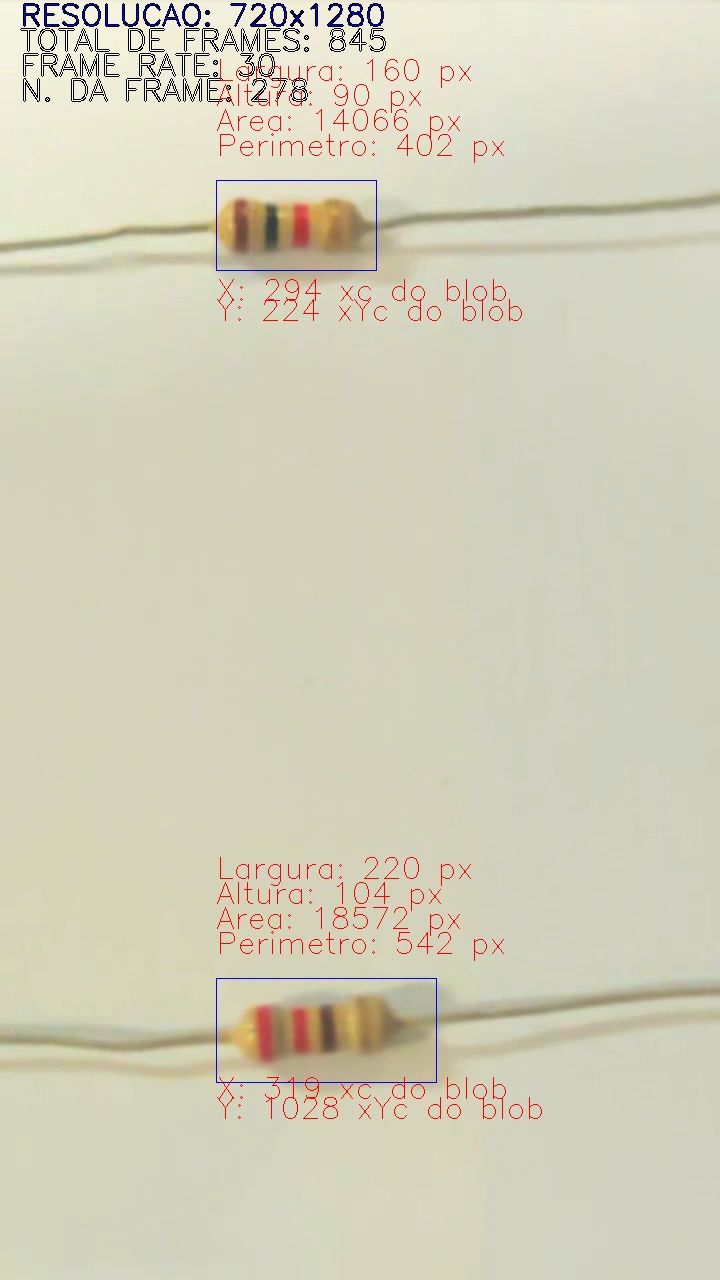 RESOLUCAO: 720x1280
TOTAL DE FRAMES: 845
FRAME RATE: 30
N. DA FRAME: 278
Largura: 160 px
Altura: 90 px
Area: 14066 px
Perimetro: 402 px
X: 294 xc do blob
Y: 224 xYc do blob
Largura: 220 px
Altura: 104 px
Area: 18572 px
Perimetro: 542 px
X: 319 xc do blob
Y: 1028 xYc do blob